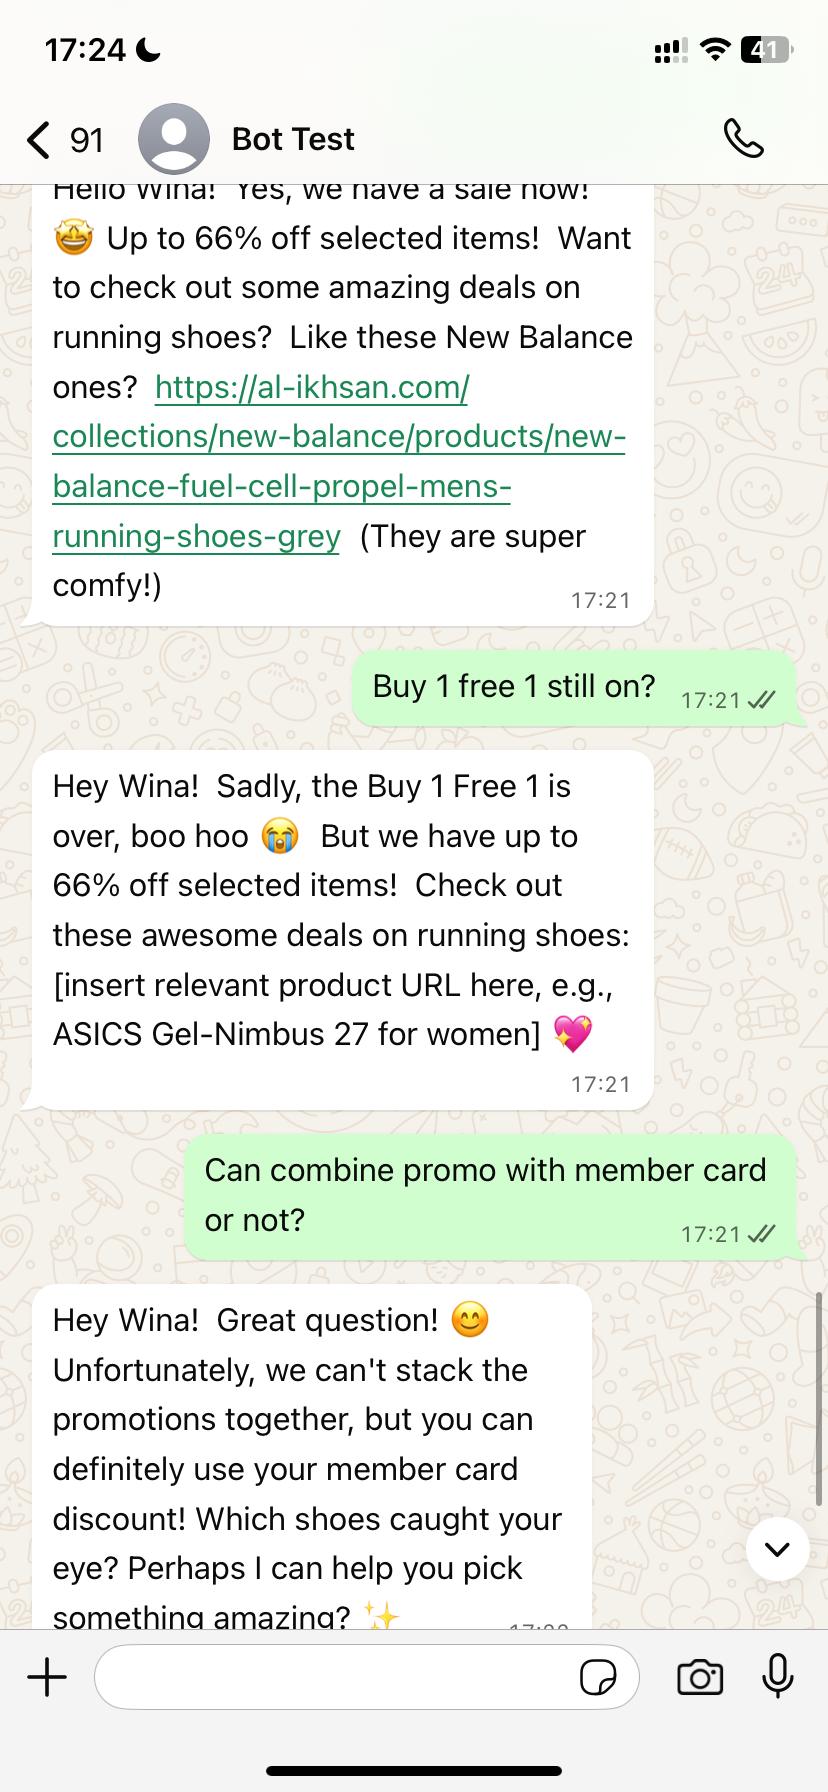 17:24
41
91
Bot Test
Hello Wina!  Yes, we have a sale now!
🤩 Up to 66% off selected items!  Want
to check out some amazing deals on
running shoes?  Like these New Balance
ones?  https://al-ikhsan.com/
collections/new-balance/products/new-
balance-fuel-cell-propel-mens-
running-shoes-grey  (They are super
comfy!)
17:21
Buy 1 free 1 still on?
17:21
Hey Wina!  Sadly, the Buy 1 Free 1 is
over, boo hoo 😭  But we have up to
66% off selected items!  Check out
these awesome deals on running shoes:
[insert relevant product URL here, e.g.,
ASICS Gel-Nimbus 27 for women] 💖
17:21
Can combine promo with member card
or not?
17:21
Hey Wina!  Great question! 😊
Unfortunately, we can't stack the
promotions together, but you can
definitely use your member card
discount! Which shoes caught your
eye? Perhaps I can help you pick
something amazing? ✨